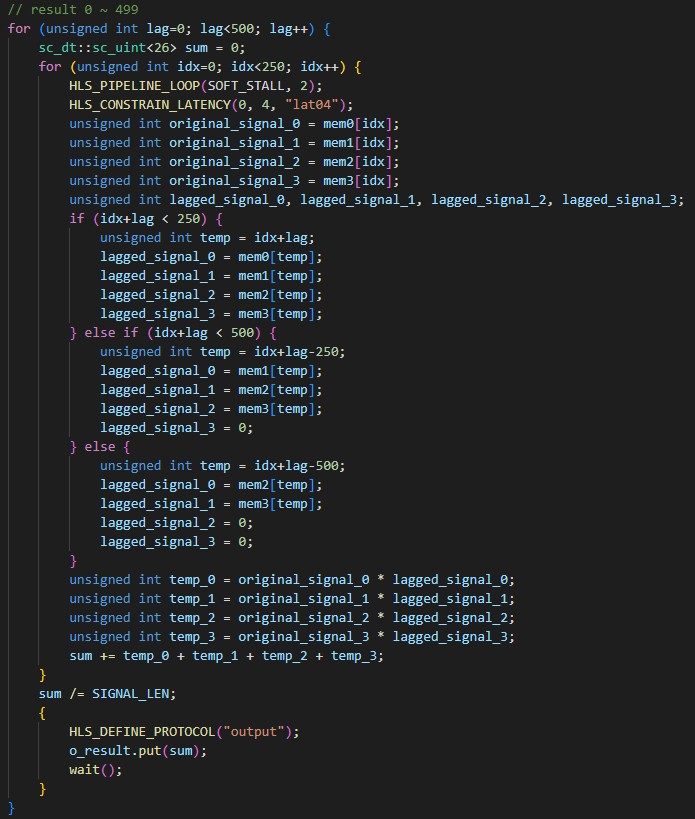 // result 0 ~ 499
for (unsigned int lag=0; lag<500; lag++) {
    sc_dt::sc_uint<26> sum = 0;
    for (unsigned int idx=0; idx<250; idx++) {
        HLS_PIPELINE_LOOP(SOFT_STALL, 2);
        HLS_CONSTRAIN_LATENCY(0, 4, "lat04");
        unsigned int original_signal_0 = mem0[idx];
        unsigned int original_signal_1 = mem1[idx];
        unsigned int original_signal_2 = mem2[idx];
        unsigned int original_signal_3 = mem3[idx];
        unsigned int lagged_signal_0, lagged_signal_1, lagged_signal_2, lagged_signal_3;
        if (idx+lag < 250) {
            unsigned int temp = idx+lag;
            lagged_signal_0 = mem0[temp];
            lagged_signal_1 = mem1[temp];
            lagged_signal_2 = mem2[temp];
            lagged_signal_3 = mem3[temp];
        } else if (idx+lag < 500) {
            unsigned int temp = idx+lag-250;
            lagged_signal_0 = mem1[temp];
            lagged_signal_1 = mem2[temp];
            lagged_signal_2 = mem3[temp];
            lagged_signal_3 = 0;
        } else {
            unsigned int temp = idx+lag-500;
            lagged_signal_0 = mem2[temp];
            lagged_signal_1 = mem3[temp];
            lagged_signal_2 = 0;
            lagged_signal_3 = 0;
        }
        unsigned int temp_0 = original_signal_0 * lagged_signal_0;
        unsigned int temp_1 = original_signal_1 * lagged_signal_1;
        unsigned int temp_2 = original_signal_2 * lagged_signal_2;
        unsigned int temp_3 = original_signal_3 * lagged_signal_3;
        sum += temp_0 + temp_1 + temp_2 + temp_3;
    }
    sum /= SIGNAL_LEN;
    {
        HLS_DEFINE_PROTOCOL("output");
        o_result.put(sum);
        wait();
    }
}